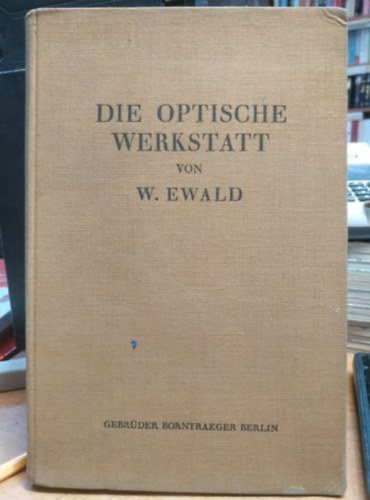 DIE OPTISCHE
WERKSTATT
VON
W. EWALD
GEBRÜDER BORNTRAEGER BERLIN